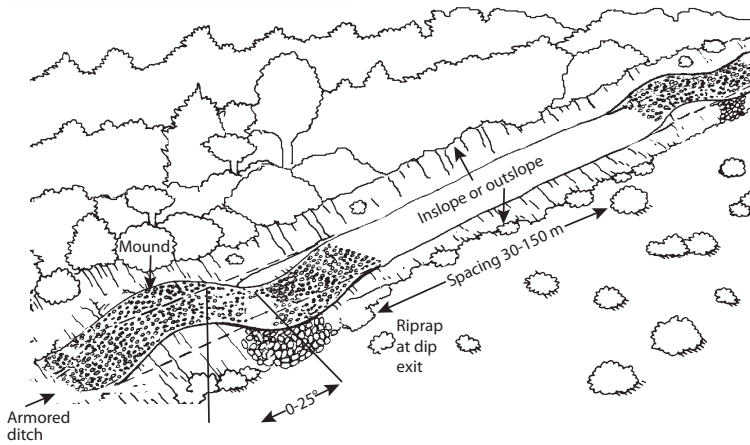 Inslope or outslope
Mound
Spacing 30-150 m
Riprap
at dip
exit
0-25°
Armored
ditch